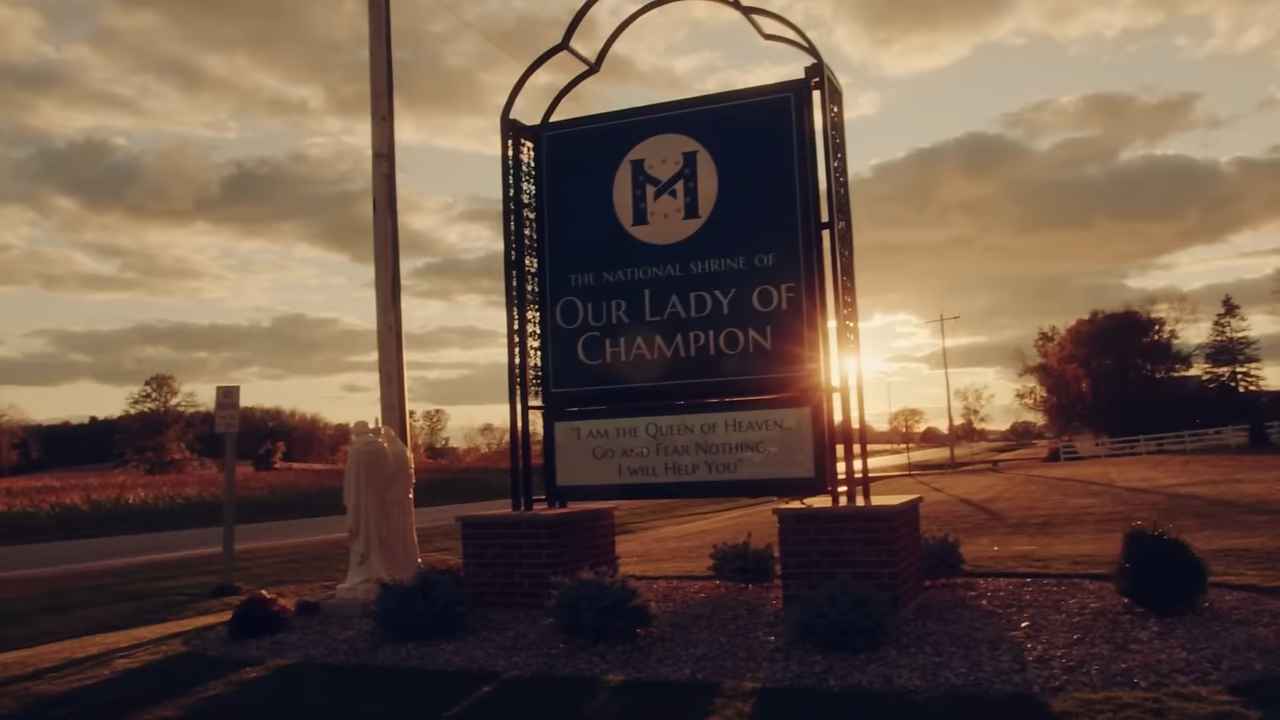 THE NATIONAL SHRINE OF
OUR LADY OF
CHAMPION
"I AM THE QUEEN OF HEAVEN...
GO AND FEAR NOTHING,
I WILL HELP YOU"